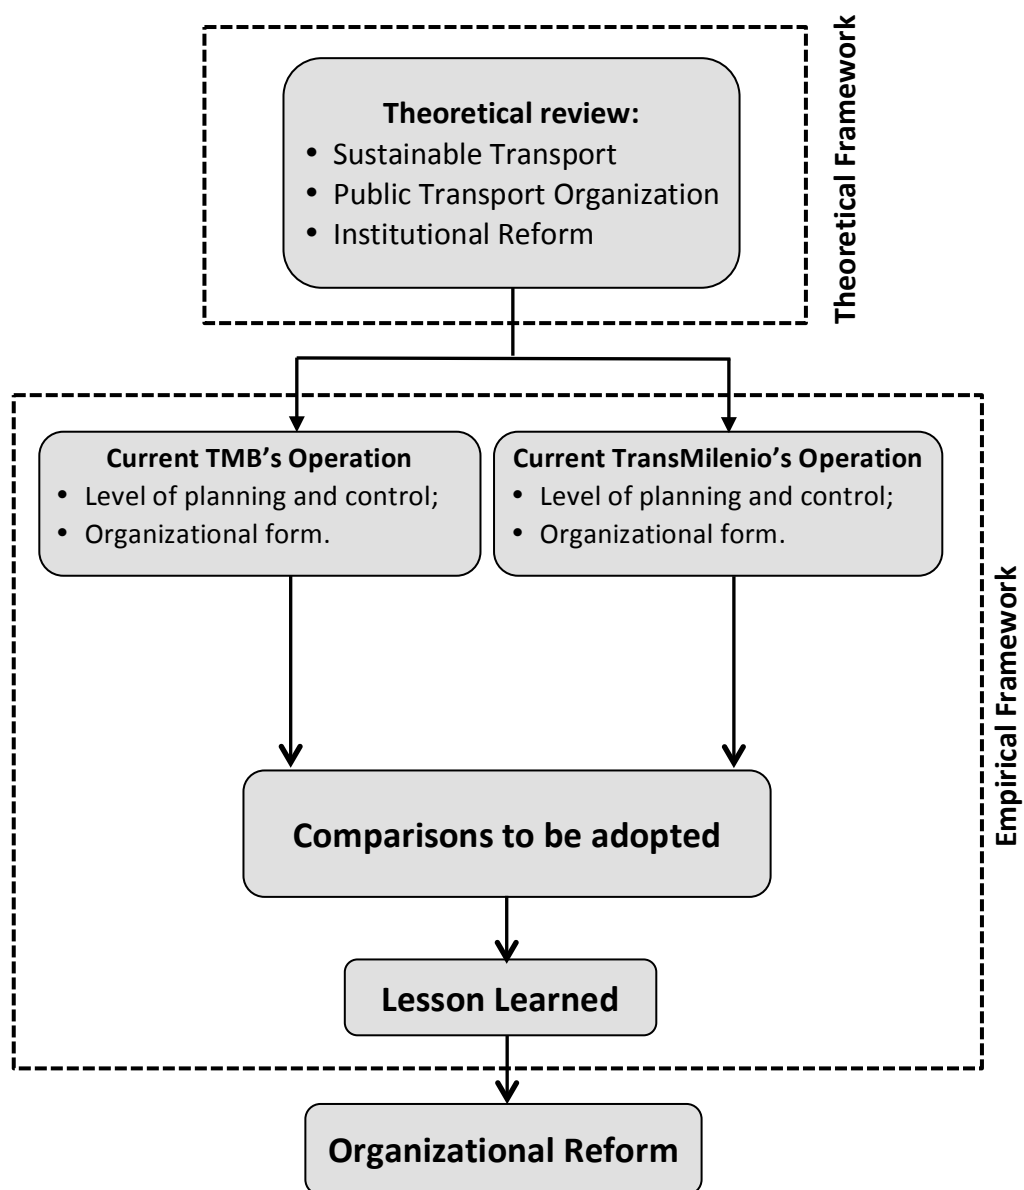 Theoretical Framework
Theoretical review:
• Sustainable Transport
• Public Transport Organization
• Institutional Reform
Current TMB's Operation
• Level of planning and control;
• Organizational form.
Current TransMilenio's Operation
• Level of planning and control;
• Organizational form.
Empirical Framework
Comparisons to be adopted
Lesson Learned
Organizational Reform